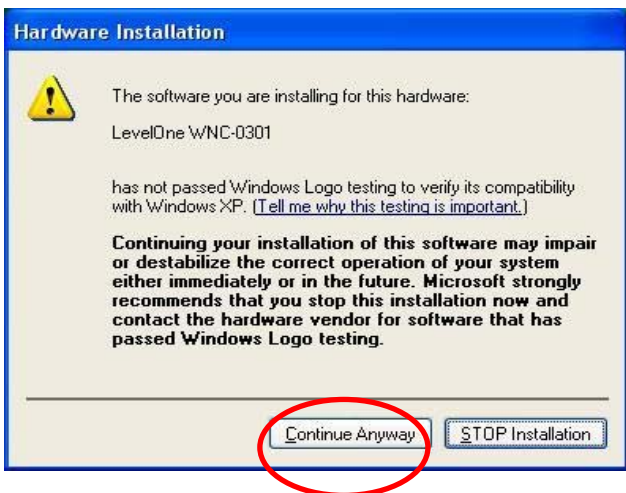 Hardware Installation
The software you are installing for this hardware:
LevelOne WNC-0301
has not passed Windows Logo testing to verify its compatibility
with Windows XP. (Tell me why this testing is important.)
Continuing your installation of this software may impair
or destabilize the correct operation of your system
either immediately or in the future. Microsoft strongly
recommends that you stop this installation now and
contact the hardware vendor for software that has
passed Windows Logo testing.
Continue Anyway STOP Installation